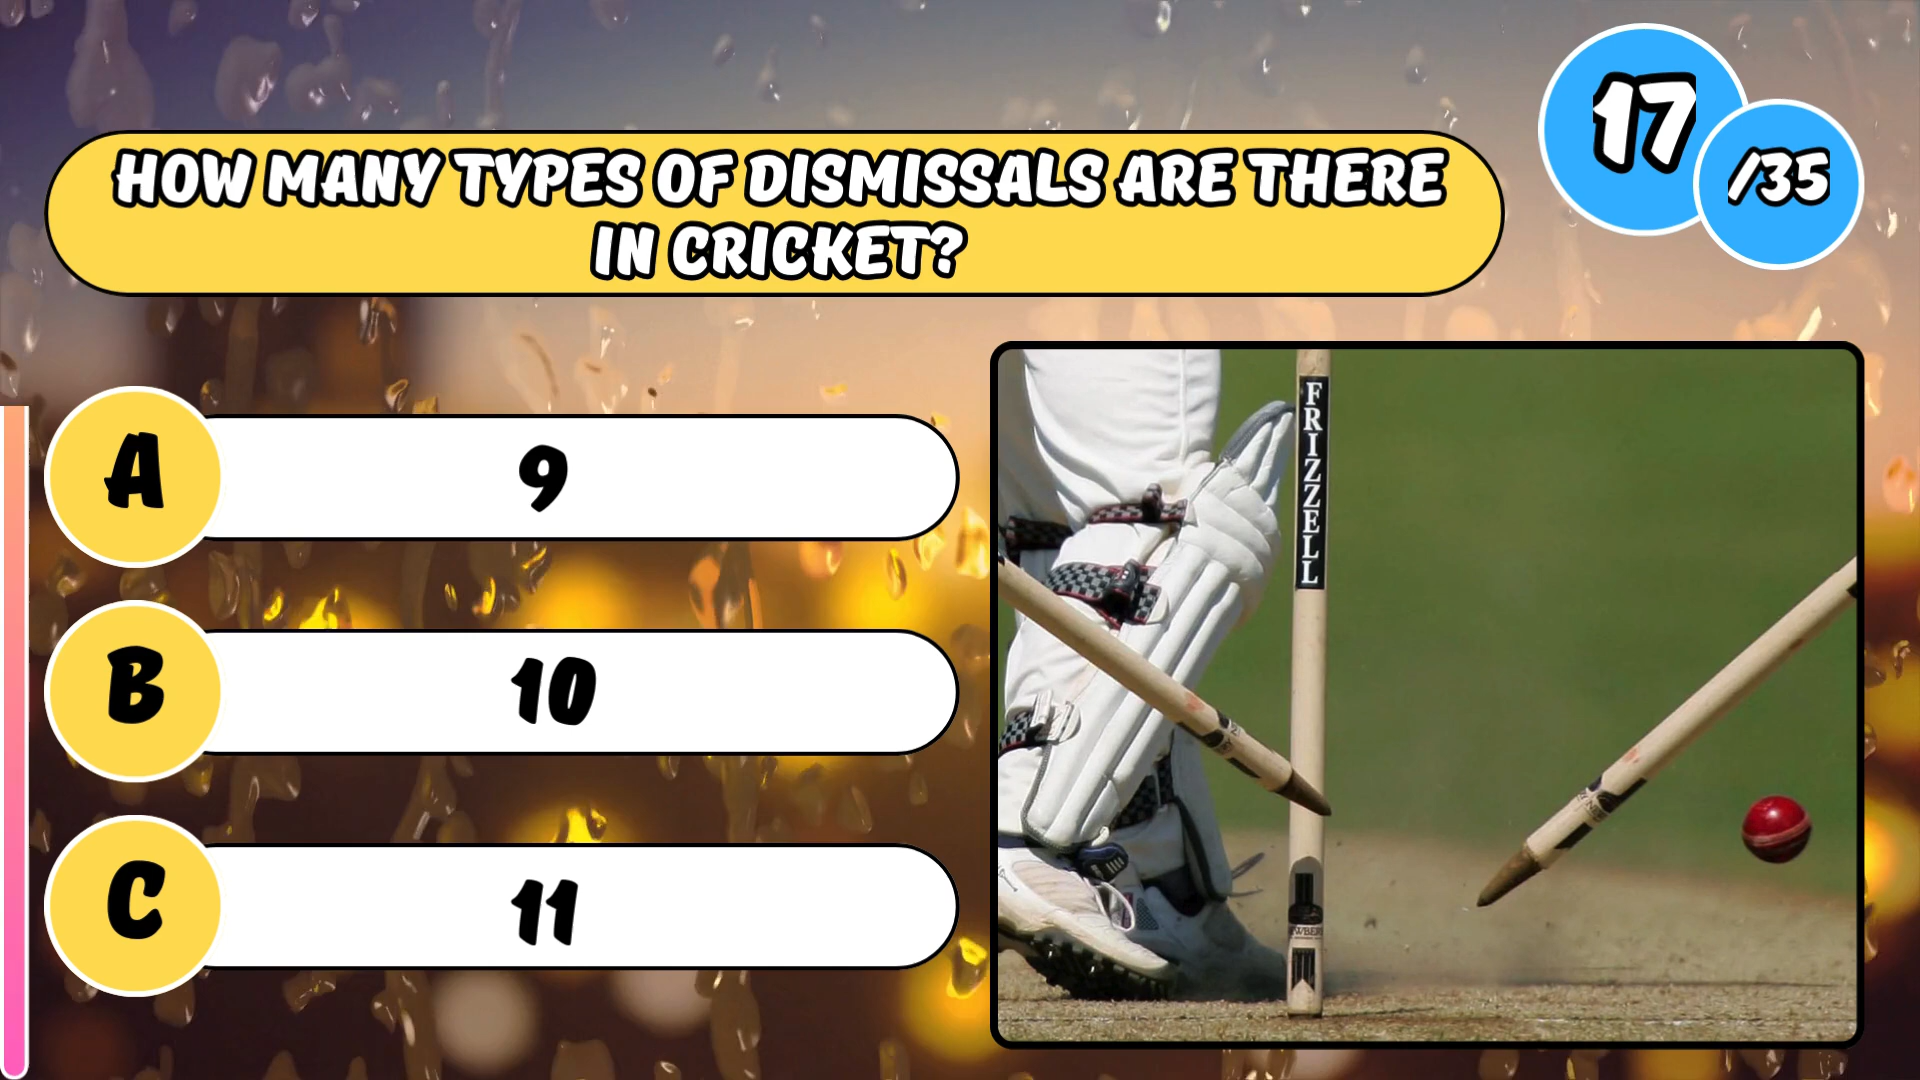 HOW MANY TYPES OF DISMISSALS ARE THERE
IN CRICKET?
17
/35
A
9
B
10
C
11
FRIZZELL